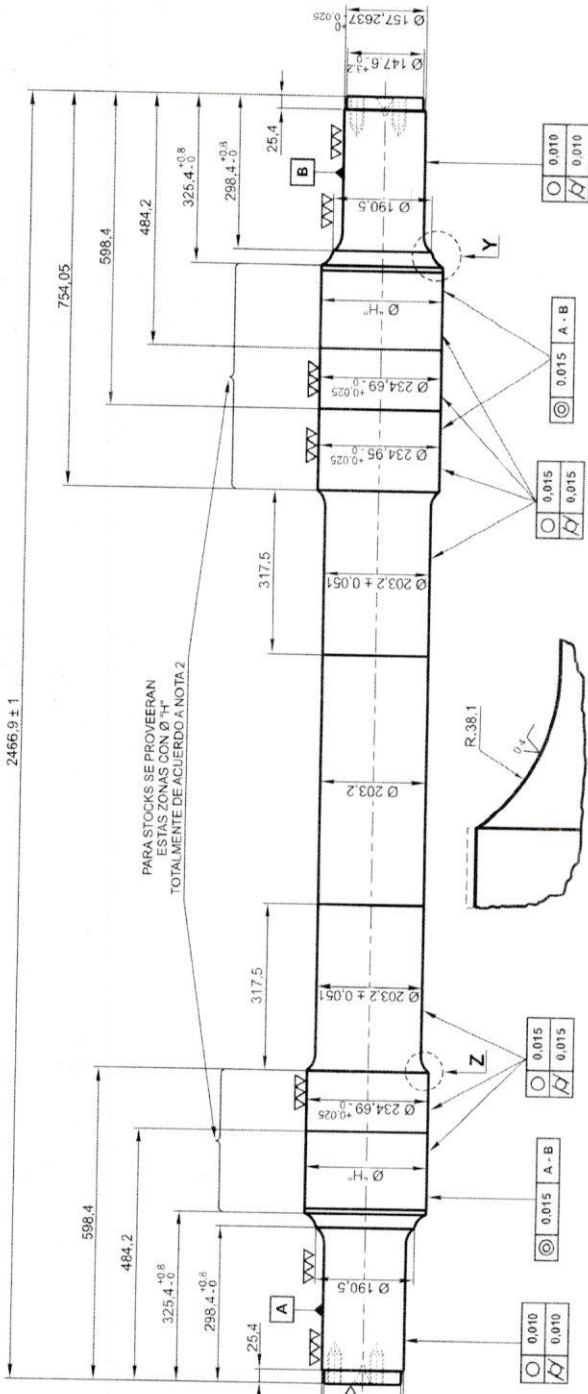 2466,9 ± 1
754,05
598,4
484,2
325,4 +0,8 -0
298,4 +0,8 -0
25,4
Ø 157,2637 +0,025 -0
Ø 147,6 +3,2 -0
B
Ø 190,5
Y
PARA STOCKS SE PROVEERAN
ESTAS ZONAS CON Ø "H"
TOTALMENTE DE ACUERDO A NOTA 2
Ø "H"
Ø 234,69 +0,025 -0
Ø 234,95 +0,025 -0
317,5
Ø 203,2 ± 0,051
Ø 203,2
317,5
Ø 203,2 ± 0,051
Ø 234,69 +0,025 -0
Ø "H"
598,4
484,2
325,4 +0,8 -0
298,4 +0,8 -0
25,4
A
Ø 190,5
Z
R.38,1
0,4
○ 0,010
⌭ 0,010
◎ 0.015 A - B
○ 0,015
⌭ 0,015
○ 0,015
⌭ 0,015
◎ 0,015 A - B
○ 0.010
⌭ 0.010